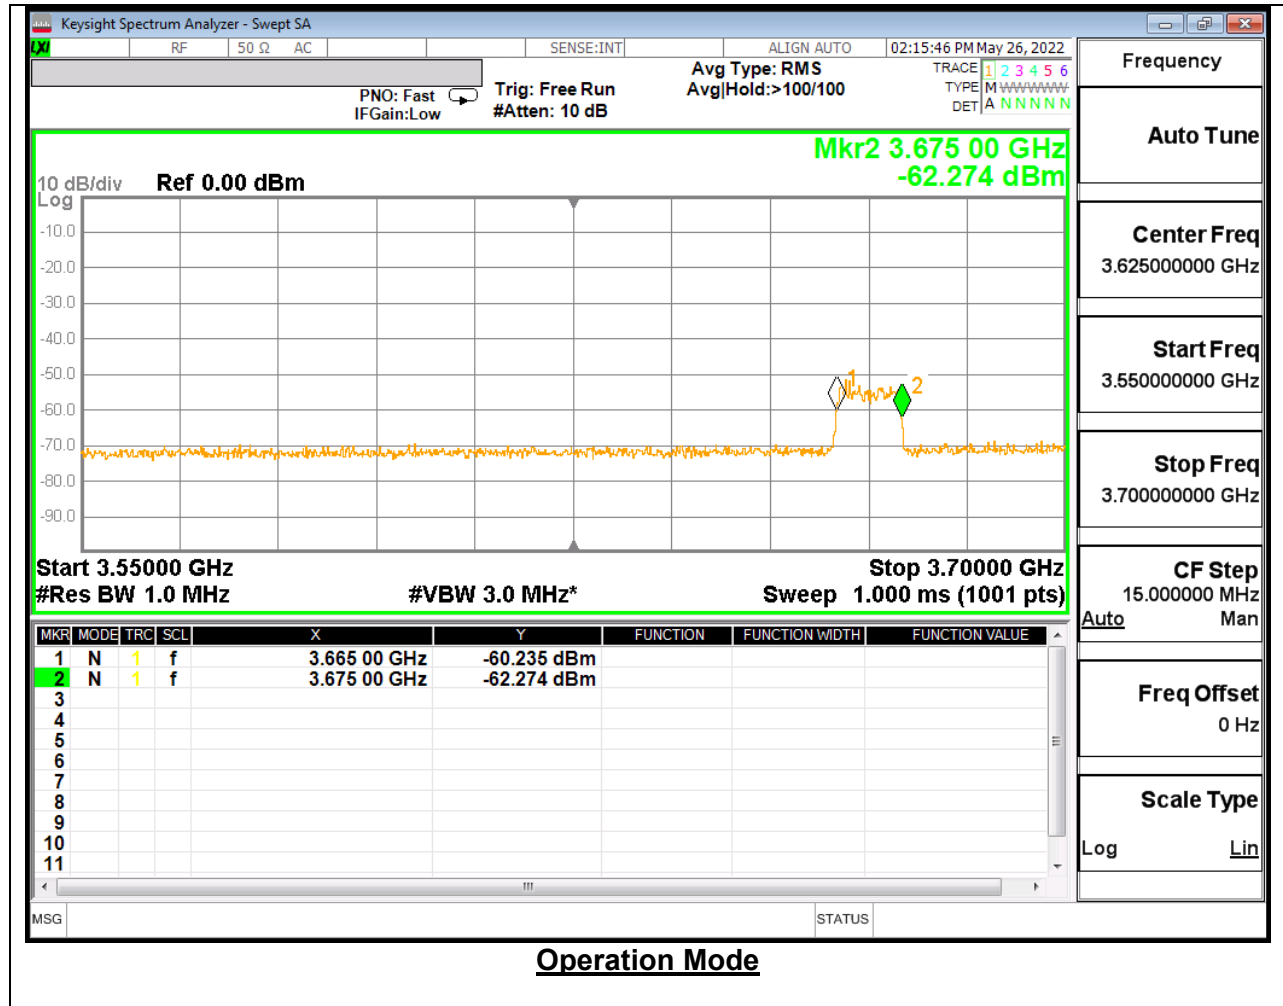 Keysight Spectrum Analyzer - Swept SA
LXI RF 50 Ω AC SENSE:INT ALIGN AUTO 02:15:46 PM May 26, 2022
Frequency
PNO: Fast
IFGain:Low
Trig: Free Run
#Atten: 10 dB
Avg Type: RMS
Avg|Hold:>100/100
TRACE 1 2 3 4 5 6
TYPE M W W W W W
DET A N N N N N
Auto Tune
Mkr2 3.675 00 GHz
-62.274 dBm
10 dB/div Ref 0.00 dBm
Log
-10.0
-20.0
-30.0
-40.0
-50.0
-60.0
-70.0
-80.0
-90.0
1
2
Center Freq
3.625000000 GHz
Start Freq
3.550000000 GHz
Stop Freq
3.700000000 GHz
Start 3.55000 GHz Stop 3.70000 GHz
#Res BW 1.0 MHz #VBW 3.0 MHz* Sweep 1.000 ms (1001 pts)
CF Step
15.000000 MHz
Auto Man
MKR MODE TRC SCL X Y FUNCTION FUNCTION WIDTH FUNCTION VALUE
1 N 1 f 3.665 00 GHz -60.235 dBm
2 N 1 f 3.675 00 GHz -62.274 dBm
3
4
5
6
7
8
9
10
11
Freq Offset
0 Hz
Scale Type
Log Lin
MSG STATUS
Operation Mode